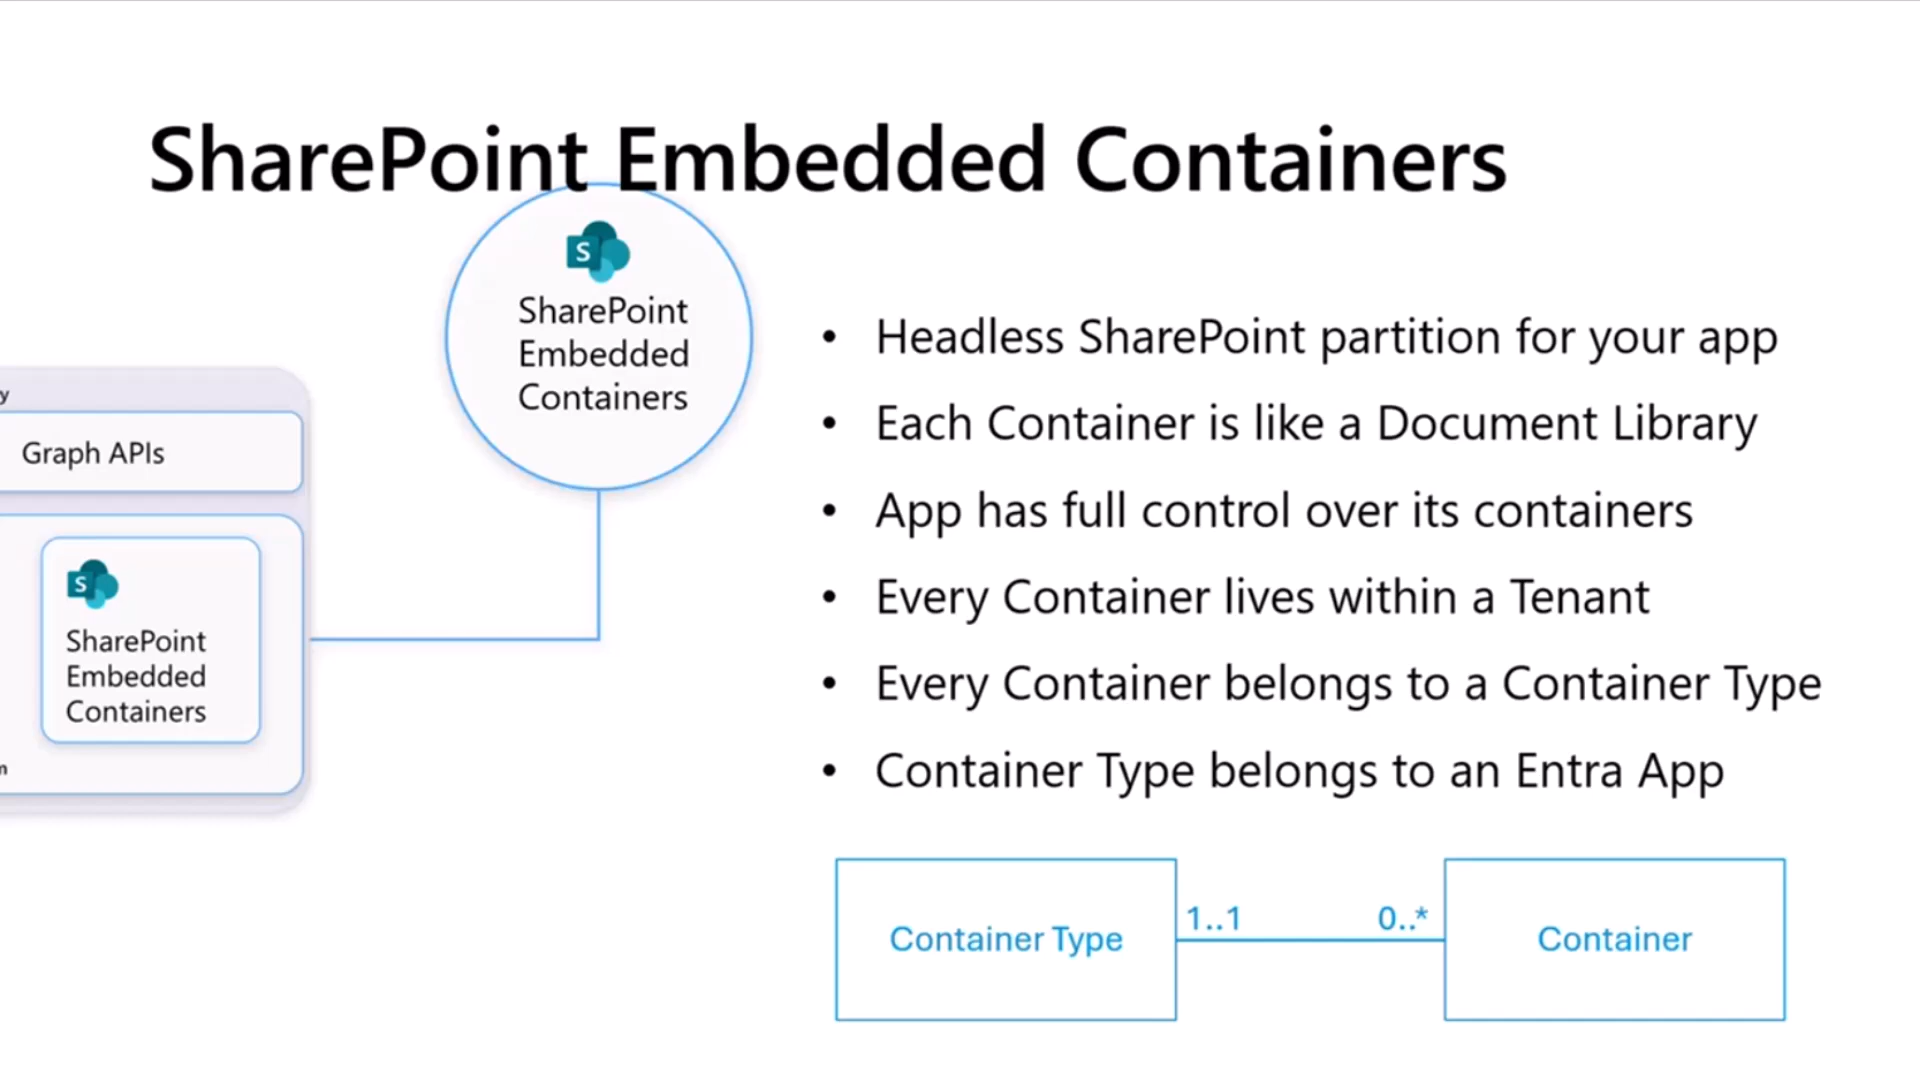 SharePoint Embedded Containers
S
SharePoint
Embedded
Containers
y
Graph APIs
S
SharePoint
Embedded
Containers
• Headless SharePoint partition for your app
• Each Container is like a Document Library
• App has full control over its containers
• Every Container lives within a Tenant
• Every Container belongs to a Container Type
• Container Type belongs to an Entra App
Container Type
1..1
0..*
Container